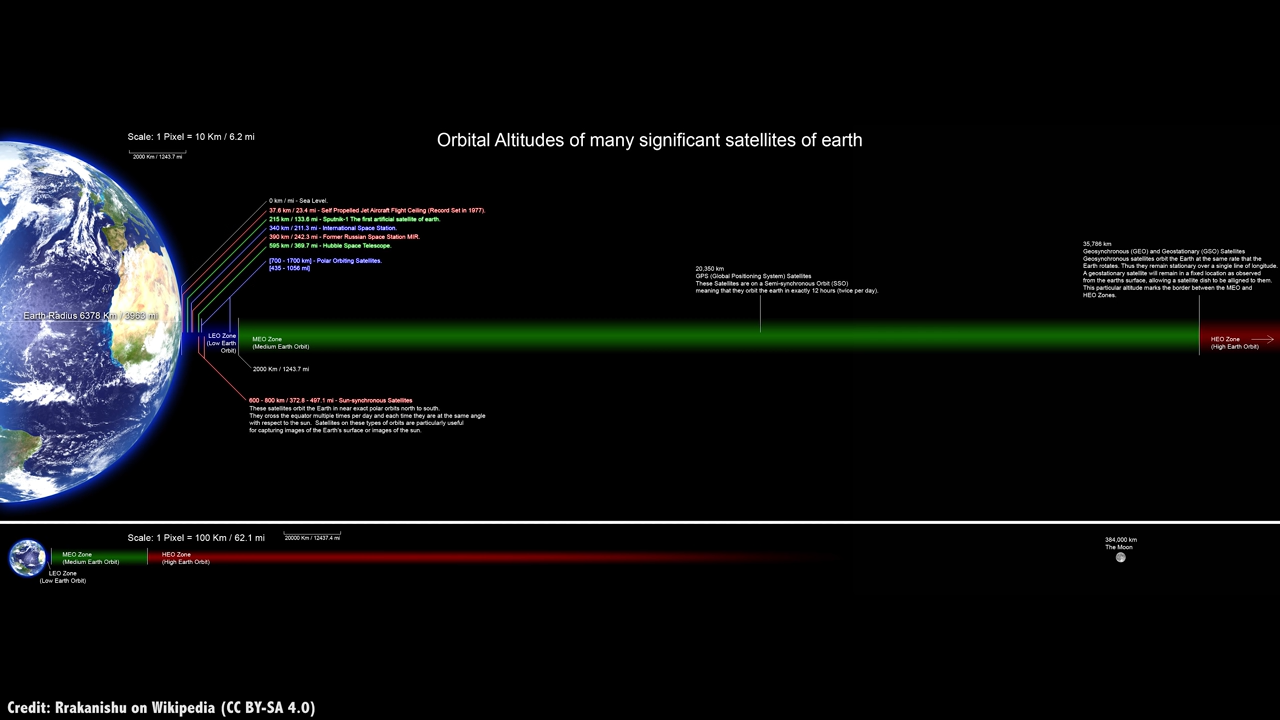 Scale: 1 Pixel = 10 Km / 6.2 mi
2000 Km / 1243.7 mi
Orbital Altitudes of many significant satellites of earth
0 km / mi - Sea Level.
37.6 km / 23.4 mi - Self Propelled Jet Aircraft Flight Ceiling (Record Set in 1977).
215 km / 133.6 mi - Sputnik-1 The first artificial satellite of earth.
340 km / 211.3 mi - International Space Station.
390 km / 242.3 mi - Former Russian Space Station MIR.
595 km / 369.7 mi - Hubble Space Telescope.
[700 - 1700 km] - Polar Orbiting Satellites.
[435 - 1056 mi]
Earth Radius 6378 Km / 3963 mi
LEO Zone
(Low Earth
Orbit)
MEO Zone
(Medium Earth Orbit)
2000 Km / 1243.7 mi
20,350 km
GPS (Global Positioning System) Satellites
These Satellites are on a Semi-synchronous Orbit (SSO)
meaning that they orbit the earth in exactly 12 hours (twice per day).
35,786 km
Geosynchronous (GEO) and Geostationary (GSO) Satellites
Geosynchronous satellites orbit the Earth at the same rate that the
Earth rotates. Thus they remain stationary over a single line of longitude.
A geostationary satellite will remain in a fixed location as observed
from the earths surface, allowing a satellite dish to be aligned to them.
This particular altitude marks the border between the MEO and
HEO Zones.
HEO Zone
(High Earth Orbit)
600 - 800 km / 372.8 - 497.1 mi - Sun-synchronous Satellites
These satellites orbit the Earth in near exact polar orbits north to south.
They cross the equator multiple times per day and each time they are at the same angle
with respect to the sun. Satellites on these types of orbits are particularly useful
for capturing images of the Earth's surface or images of the sun.
Scale: 1 Pixel = 100 Km / 62.1 mi
20000 Km / 12437.4 mi
MEO Zone
(Medium Earth Orbit)
HEO Zone
(High Earth Orbit)
LEO Zone
(Low Earth Orbit)
384,000 km
The Moon
Credit: Rrakanishu on Wikipedia (CC BY-SA 4.0)